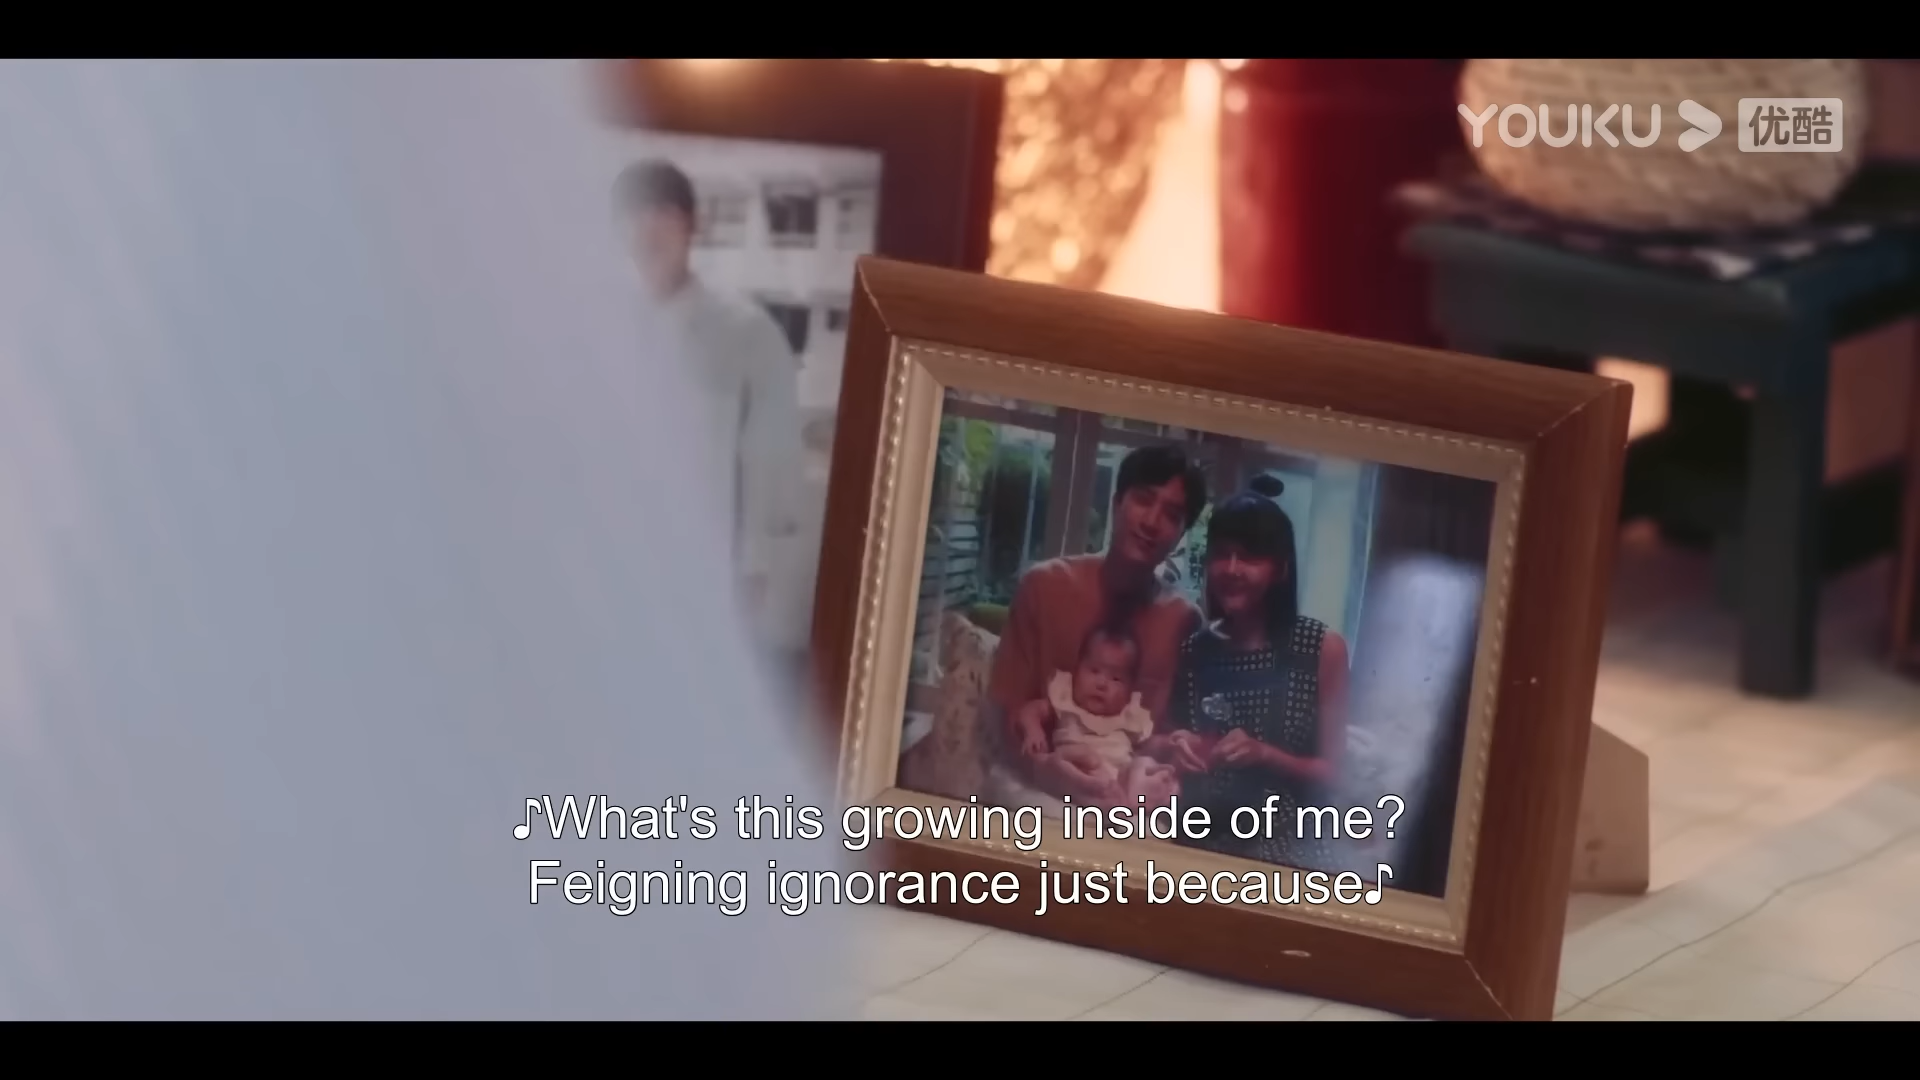 YOUKU 优酷
♪What's this growing inside of me?
Feigning ignorance just because♪